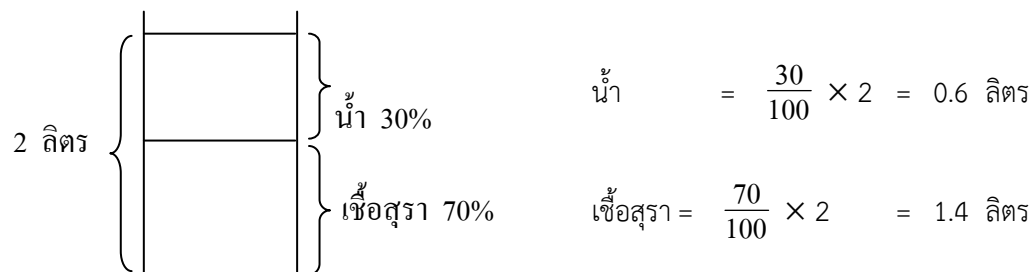 2 ลิตร
น้ำ 30%
เชื้อสุรา 70%
น้ำ = 30/100 × 2 = 0.6 ลิตร
เชื้อสุรา = 70/100 × 2 = 1.4 ลิตร